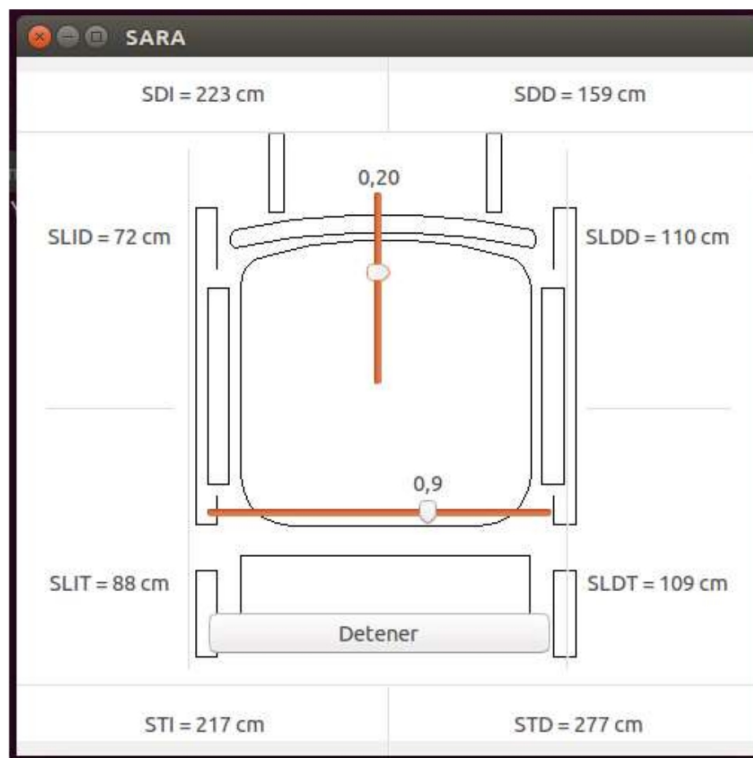 SARA
SDI = 223 cm
SDD = 159 cm
0,20
SLID = 72 cm
SLDD = 110 cm
0,9
SLIT = 88 cm
SLDT = 109 cm
Detener
STI = 217 cm
STD = 277 cm